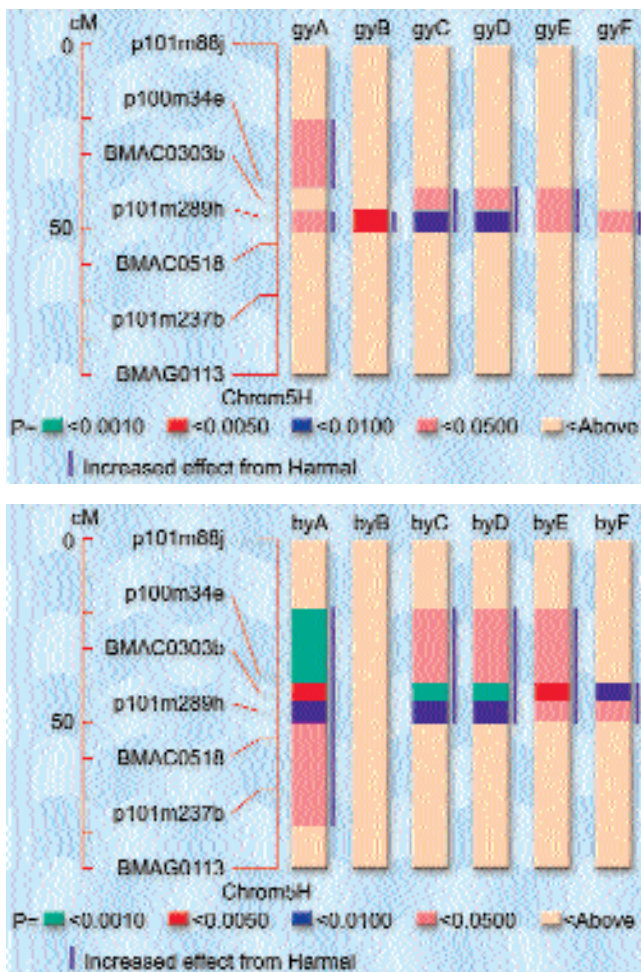 cM gyA gyB gyC gyD gyE gyF
0 p101m88j
p100m34e
BMAC0303b
p101m289h
50
BMAC0518
p101m237b
BMAG0113
Chrom5H
P= <0.0010 <0.0050 <0.0100 <0.0500 <Above
Increased effect from Harmal
cM byA byB byC byD byE byF
0 p101m88j
p100m34e
BMAC0303b
p101m289h
50
BMAC0518
p101m237b
BMAG0113
Chrom5H
P= <0.0010 <0.0050 <0.0100 <0.0500 <Above
Increased effect from Harmal